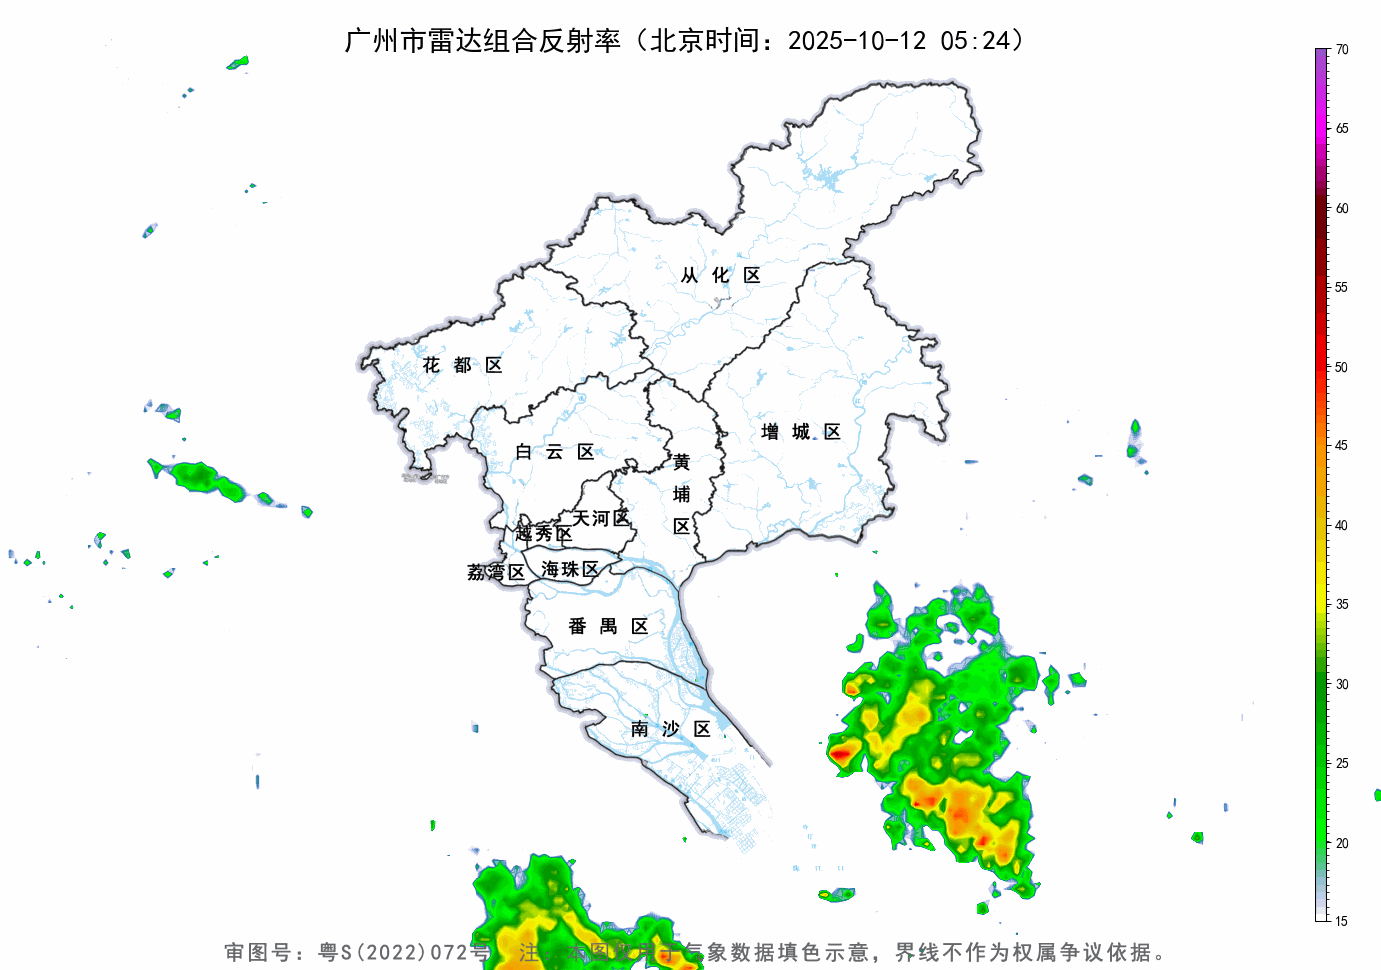 广州市雷达组合反射率（北京时间：2025-10-12 05:24）
70
65
60
55
50
45
40
35
30
25
20
15
从化区
花都区
增城区
白云区
黄埔区
天河区
越秀区
荔湾区 海珠区
番禺区
南沙区
审图号：粤S(2022)072号 注：本图仅用于气象数据填色示意，界线不作为权属争议依据。